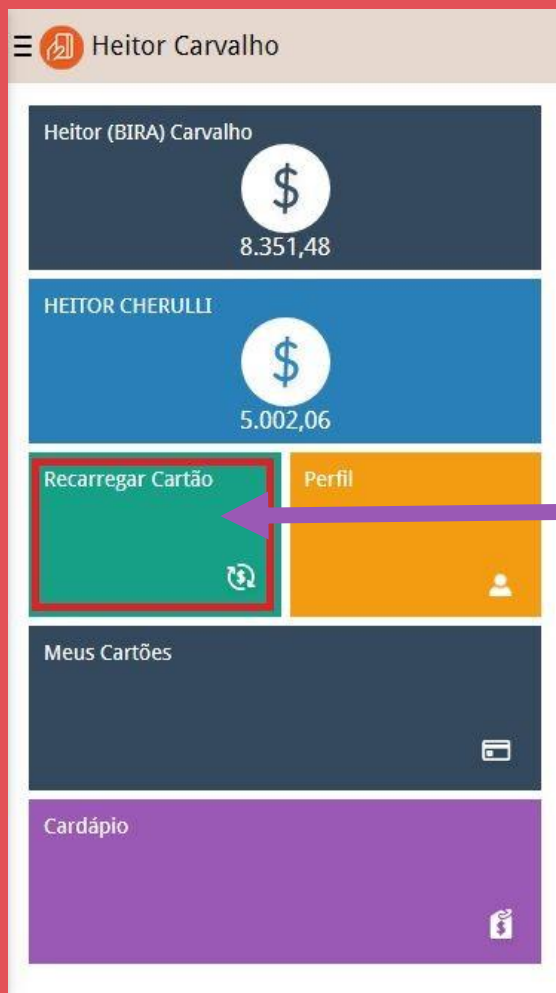 Heitor Carvalho
Heitor (BIRA) Carvalho
$
8.351,48
HEITOR CHERULLI
$
5.002,06
Recarregar Cartão
Perfil
Meus Cartões
Cardápio